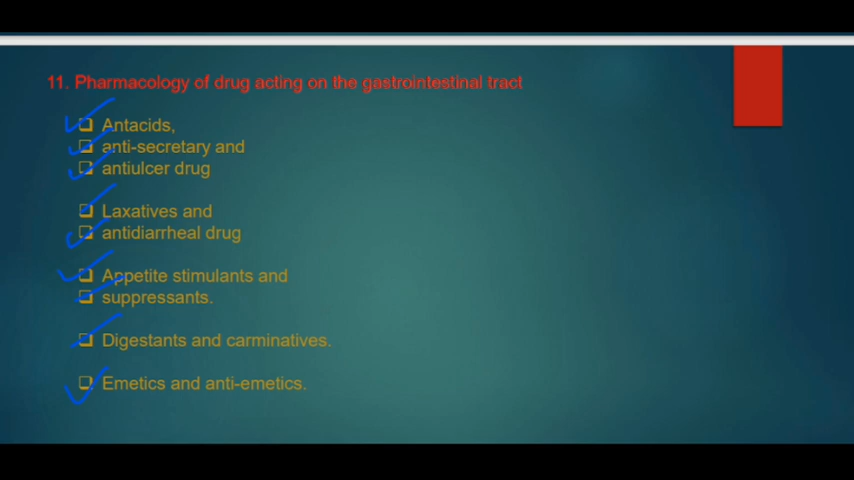 11. Pharmacology of drug acting on the gastrointestinal tract
Antacids,
anti-secretary and
antiulcer drug
Laxatives and
antidiarrheal drug
Appetite stimulants and
suppressants.
Digestants and carminatives.
Emetics and anti-emetics.